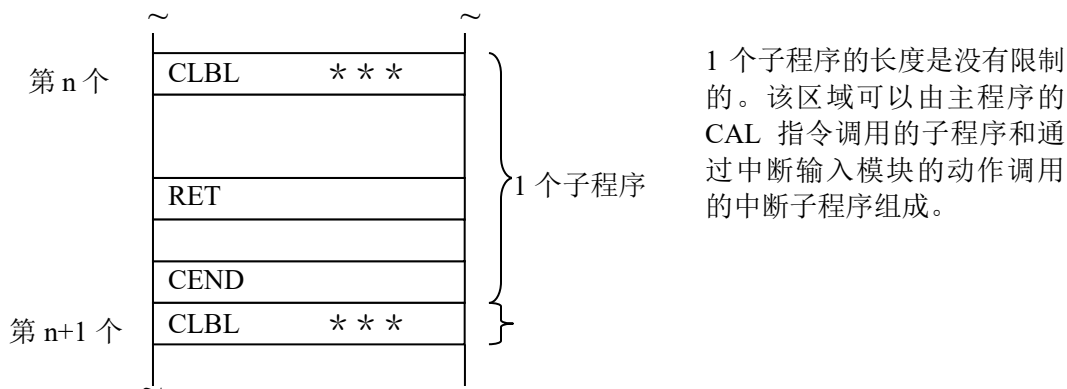 ～ ～
第 n 个 CLBL ＊＊＊
RET
1 个子程序
CEND
第 n+1 个 CLBL ＊＊＊
1 个子程序的长度是没有限制
的。该区域可以由主程序的
CAL 指令调用的子程序和通
过中断输入模块的动作调用
的中断子程序组成。